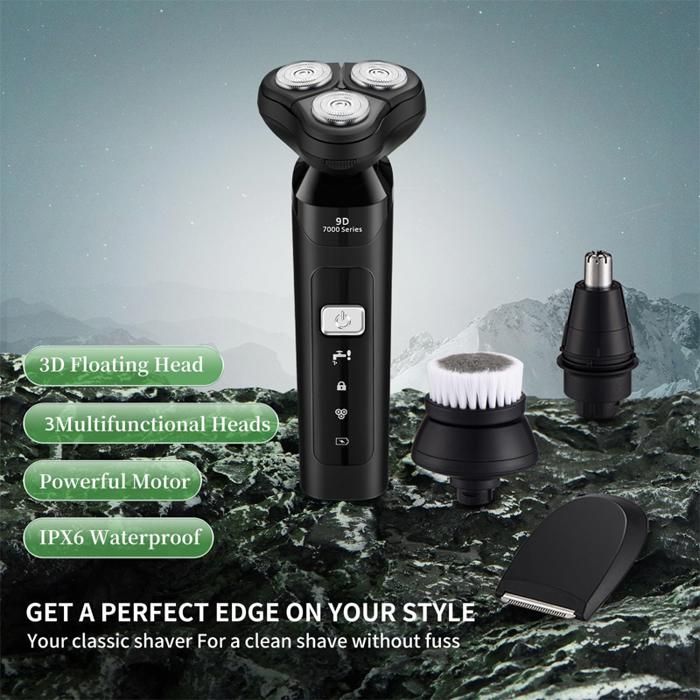 9D
7000 Series
3D Floating Head
3Multifunctional Heads
Powerful Motor
IPX6 Waterproof
GET A PERFECT EDGE ON YOUR STYLE
Your classic shaver For a clean shave without fuss